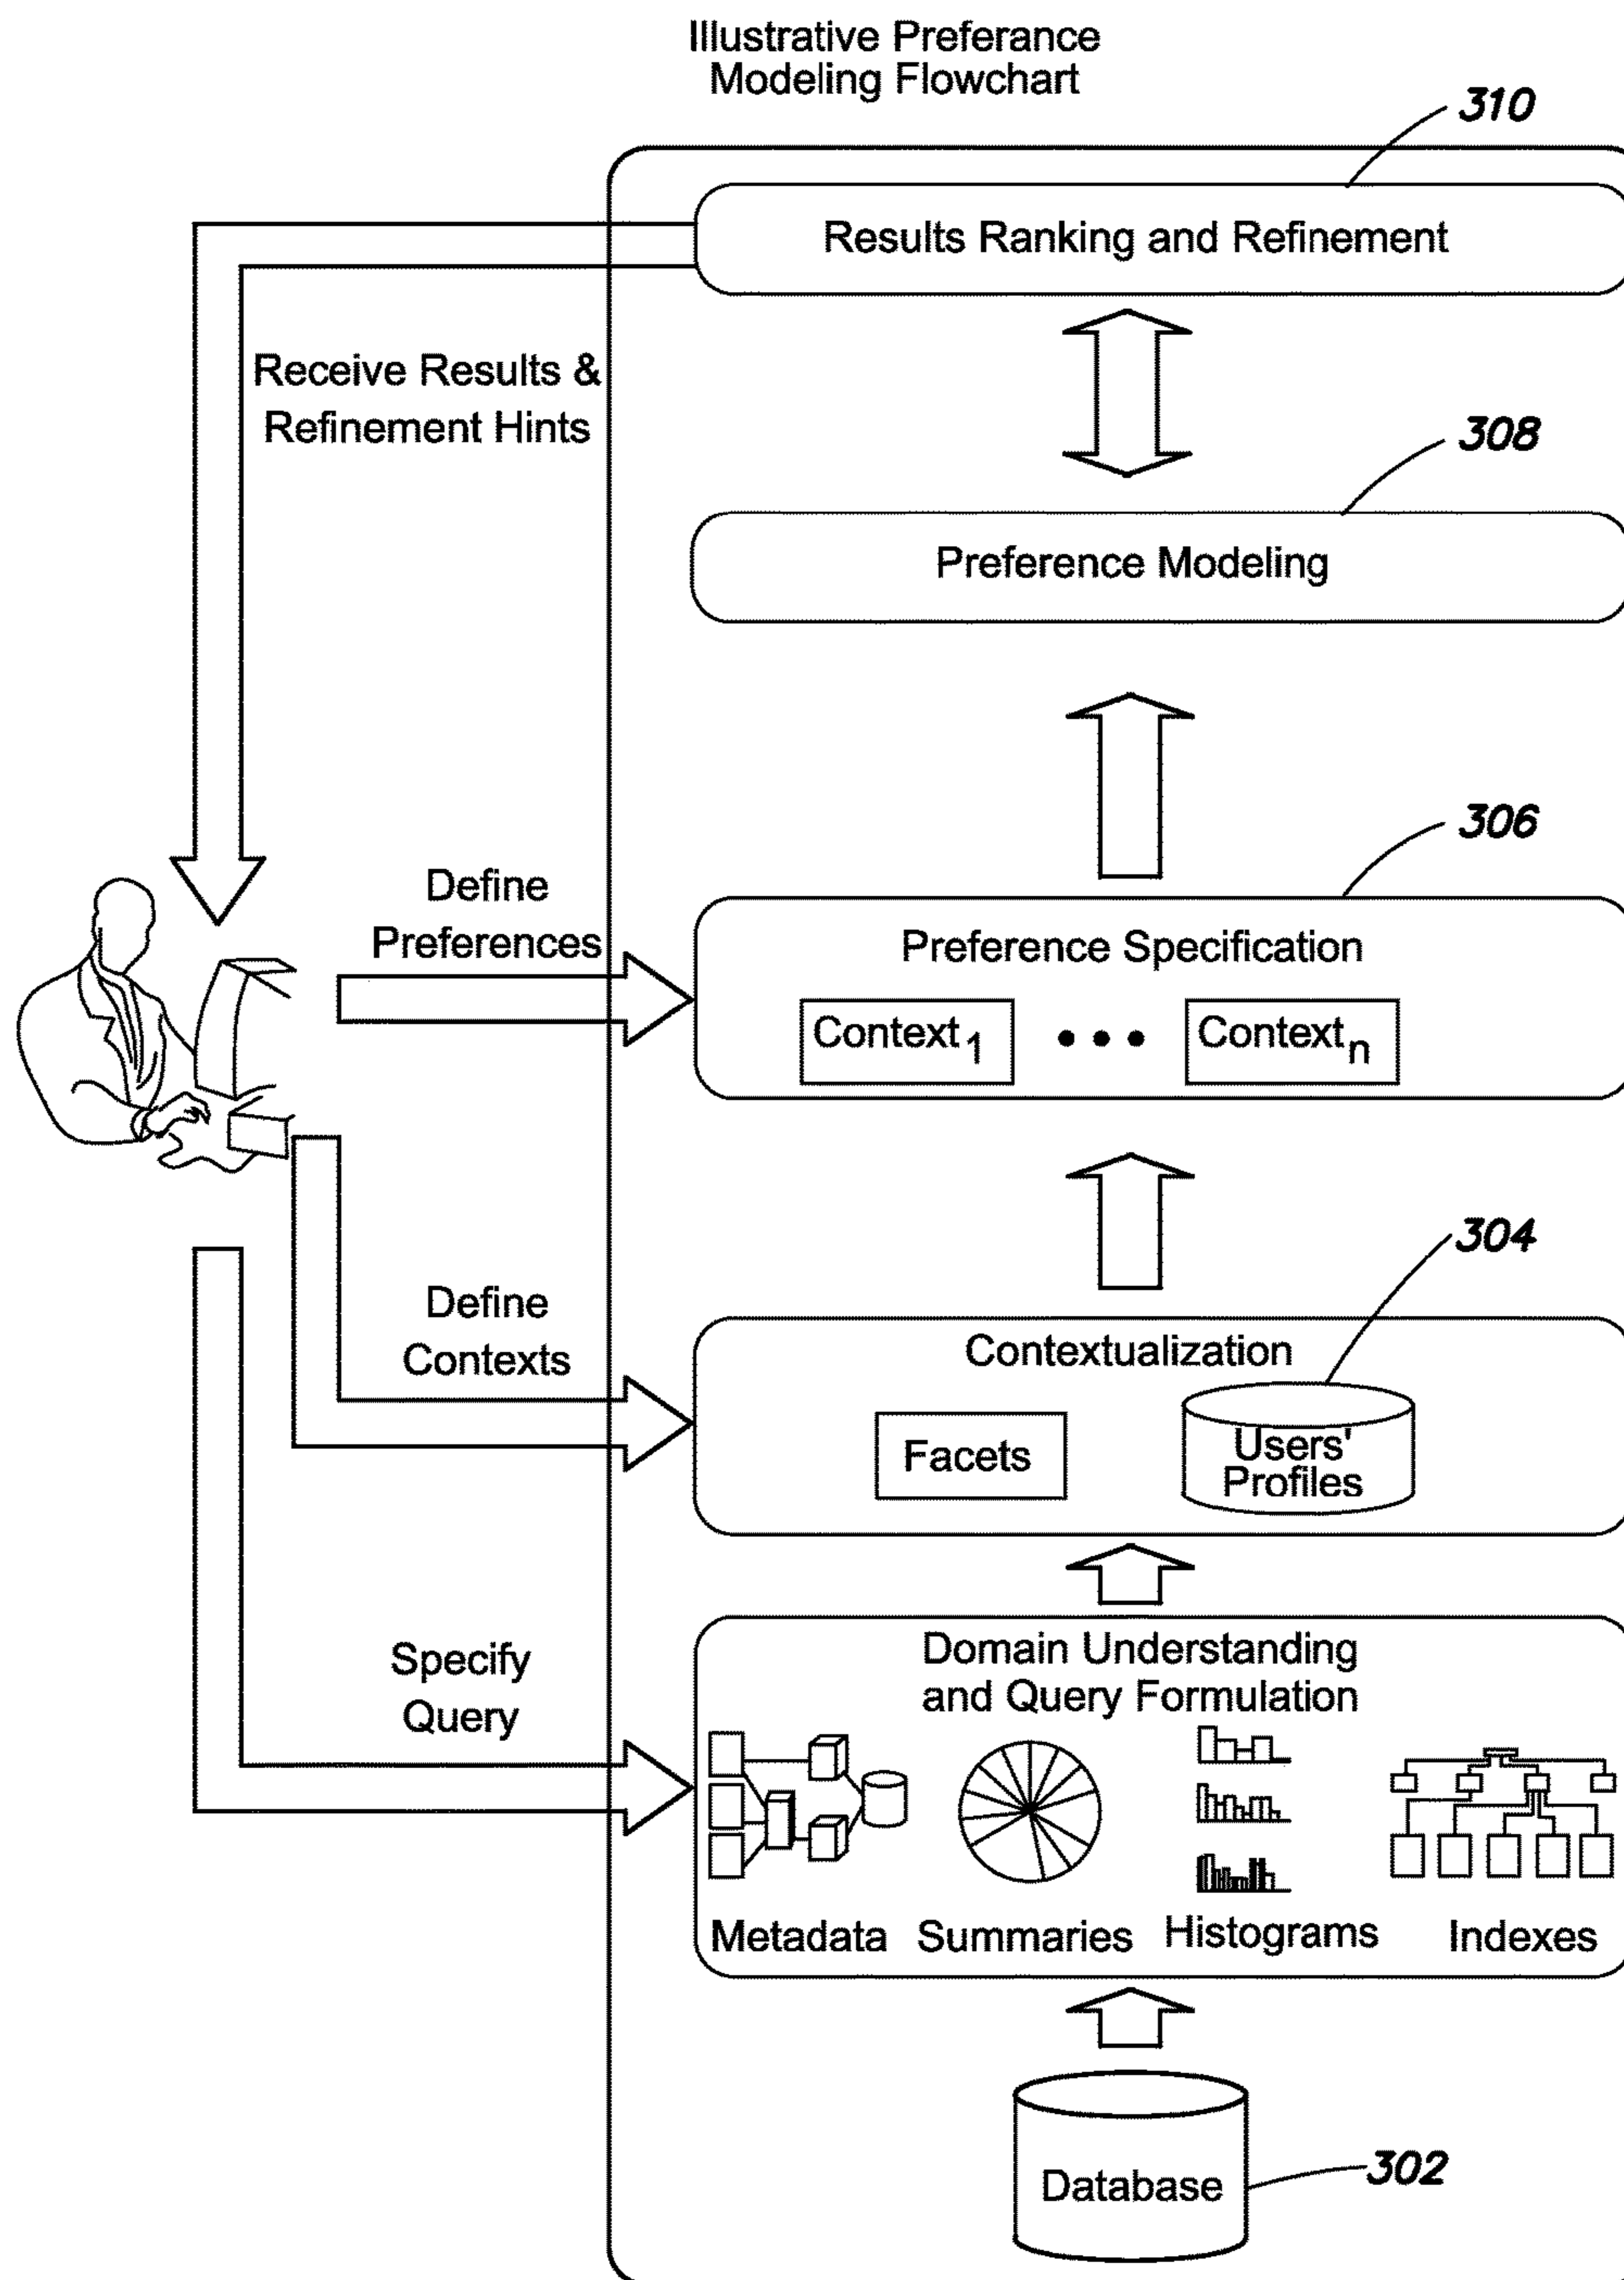 Illustrative Preferance
Modeling Flowchart
310
Results Ranking and Refinement
Receive Results &
Refinement Hints
308
Preference Modeling
306
Define
Preferences
Preference Specification
Context1
Contextn
304
Define
Contexts
Contextualization
Facets
Users'
Profiles
Specify
Query
Domain Understanding
and Query Formulation
Metadata
Summaries
Histograms
Indexes
Database
302